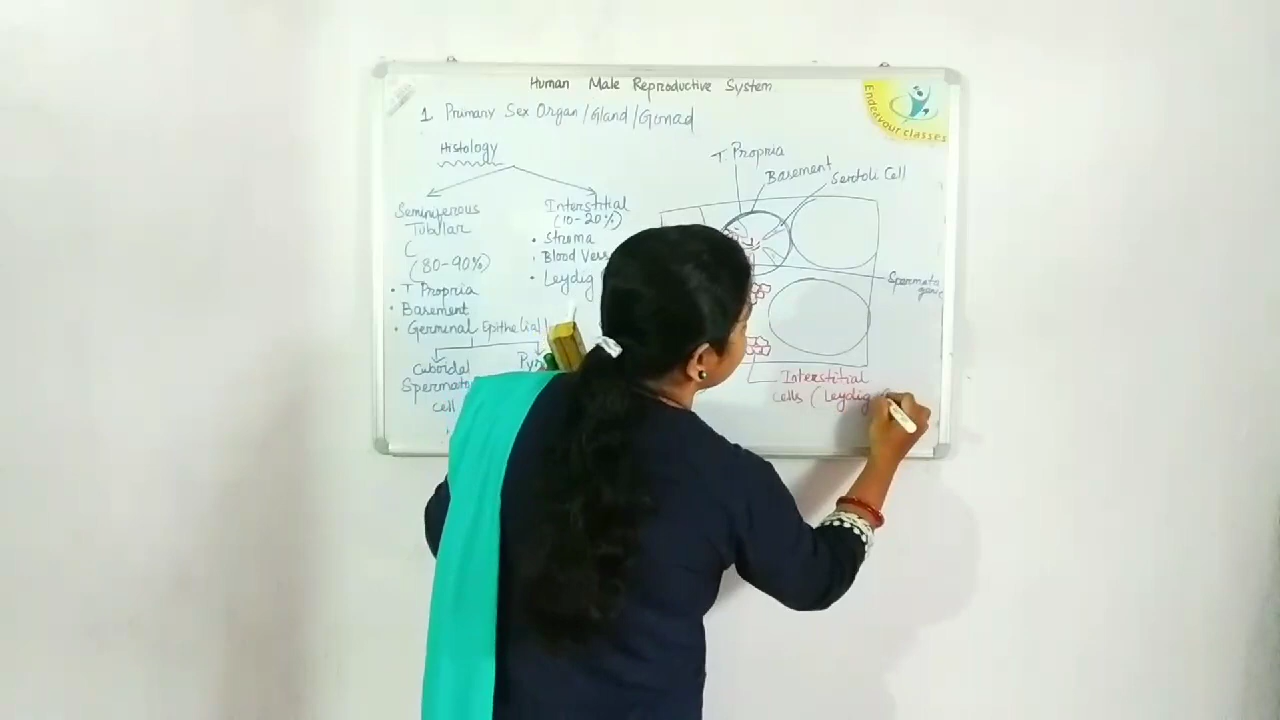 Human Male Reproductive System
1 Primary Sex Organ/Gland/Gonad
Endeavour classes
Histology
T. Propria
Basement
Sertoli Cell
Seminiferous
Tubular
(
(80-90%)
• T Propria
• Basement
• Germinal Epithelial
Cuboidal
Spermato
cell
Interstitial
(10-20%)
• Stroma
• Blood Vess
• Leydig
Spermato
genic
Interstitial
Cells (Leydig